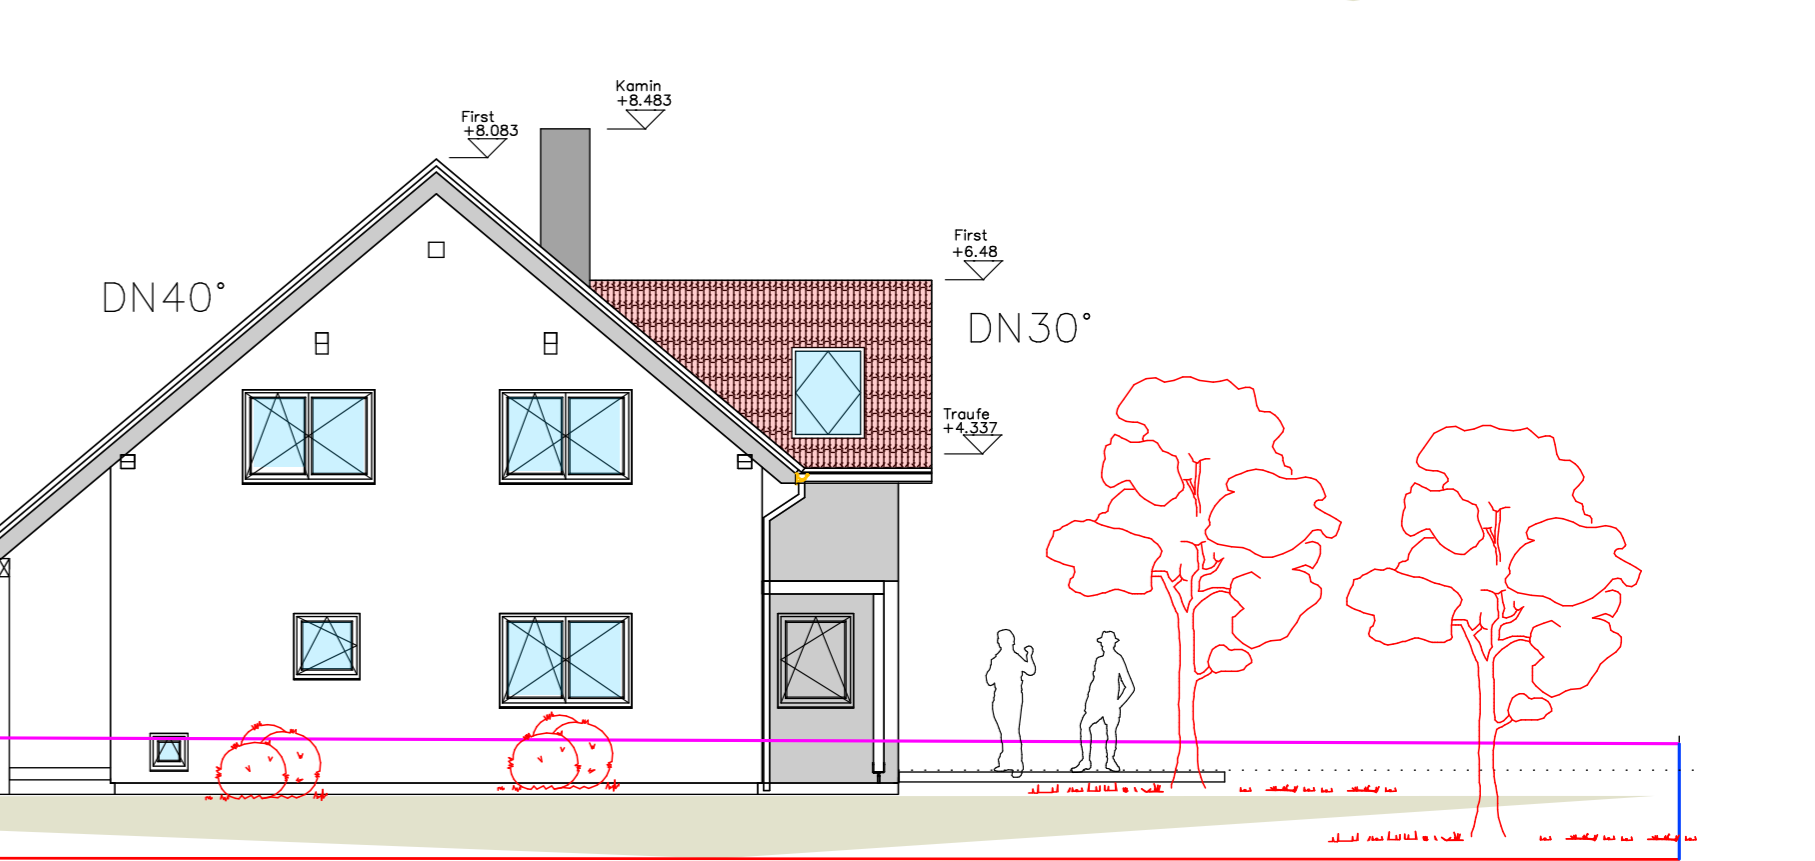 Kamin
+8.483
First
+8.083
First
+6.48
DN40°
DN30°
Traufe
+4.337